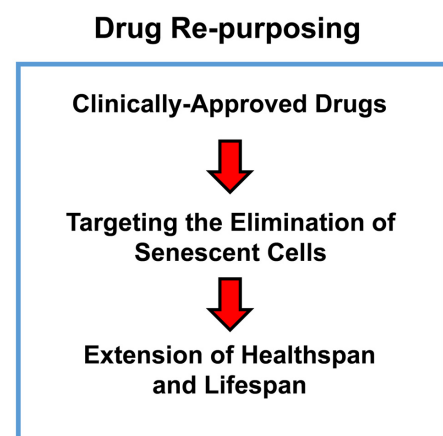 Drug Re-purposing
Clinically-Approved Drugs
Targeting the Elimination of
Senescent Cells
Extension of Healthspan
and Lifespan